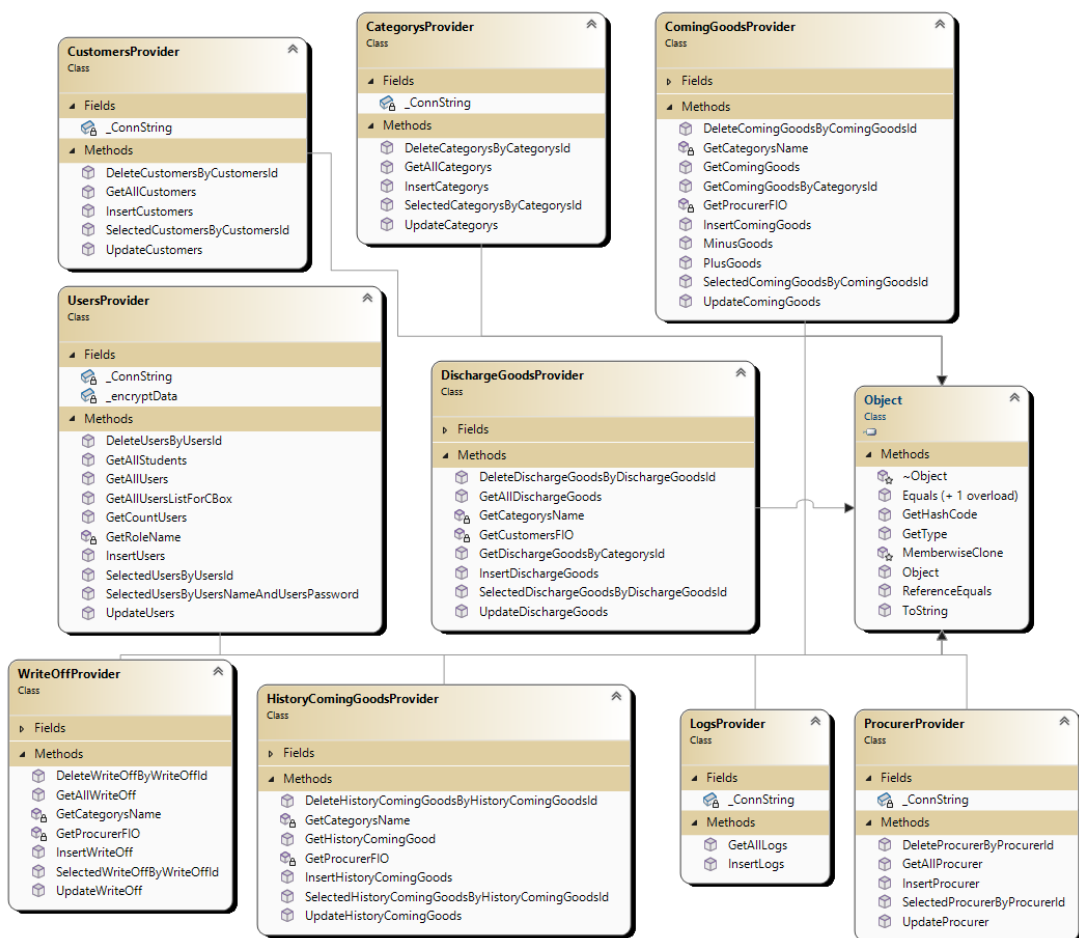 CustomersProvider
Class
Fields
_ConnString
Methods
DeleteCustomersByCustomersId
GetAllCustomers
InsertCustomers
SelectedCustomersByCustomersId
UpdateCustomers
CategorysProvider
Class
Fields
_ConnString
Methods
DeleteCategorysByCategorysId
GetAllCategorys
InsertCategorys
SelectedCategorysByCategorysId
UpdateCategorys
ComingGoodsProvider
Class
Fields
Methods
DeleteComingGoodsByComingGoodsId
GetCategorysName
GetComingGoods
GetComingGoodsByCategorysId
GetProcurerFIO
InsertComingGoods
MinusGoods
PlusGoods
SelectedComingGoodsByComingGoodsId
UpdateComingGoods
UsersProvider
Class
Fields
_ConnString
_encryptData
Methods
DeleteUsersByUsersId
GetAllStudents
GetAllUsers
GetAllUsersListForCBox
GetCountUsers
GetRoleName
InsertUsers
SelectedUsersByUsersId
SelectedUsersByUsersNameAndUsersPassword
UpdateUsers
DischargeGoodsProvider
Class
Fields
Methods
DeleteDischargeGoodsByDischargeGoodsId
GetAllDischargeGoods
GetCategorysName
GetCustomersFIO
GetDischargeGoodsByCategorysId
InsertDischargeGoods
SelectedDischargeGoodsByDischargeGoodsId
UpdateDischargeGoods
Object
Class
Methods
~Object
Equals (+ 1 overload)
GetHashCode
GetType
MemberwiseClone
Object
ReferenceEquals
ToString
WriteOffProvider
Class
Fields
Methods
DeleteWriteOffByWriteOffId
GetAllWriteOff
GetCategorysName
GetProcurerFIO
InsertWriteOff
SelectedWriteOffByWriteOffId
UpdateWriteOff
HistoryComingGoodsProvider
Class
Fields
Methods
DeleteHistoryComingGoodsByHistoryComingGoodsId
GetCategorysName
GetHistoryComingGood
GetProcurerFIO
InsertHistoryComingGoods
SelectedHistoryComingGoodsByHistoryComingGoodsId
UpdateHistoryComingGoods
LogsProvider
Class
Fields
_ConnString
Methods
GetAllLogs
InsertLogs
ProcurerProvider
Class
Fields
_ConnString
Methods
DeleteProcurerByProcurerId
GetAllProcurer
InsertProcurer
SelectedProcurerByProcurerId
UpdateProcurer